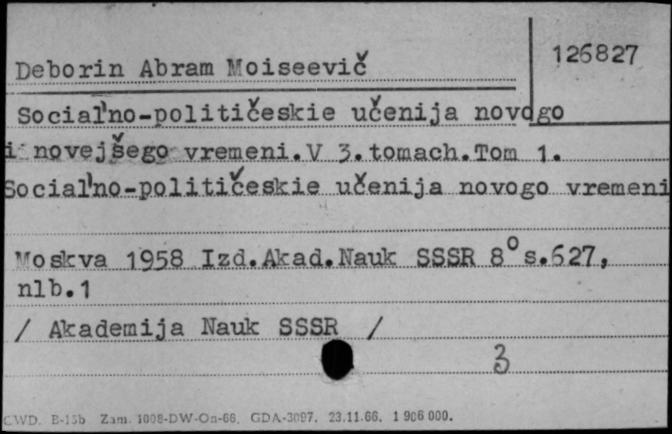 126827
Deborin Abram Moiseevič
Social'no-političeskie učenija novogo
i novejšego vremeni.V 3.tomach.Tom 1.
Social'no-političeskie učenija novogo vremeni
Moskva 1958 Izd.Akad.Nauk SSSR 8° s.627,
nlb.1
/ Akademija Nauk SSSR /
3
CWD. B-15b Zam. 1008-DW-On-66. GDA-3097. 23.11.66. 1 906 000.